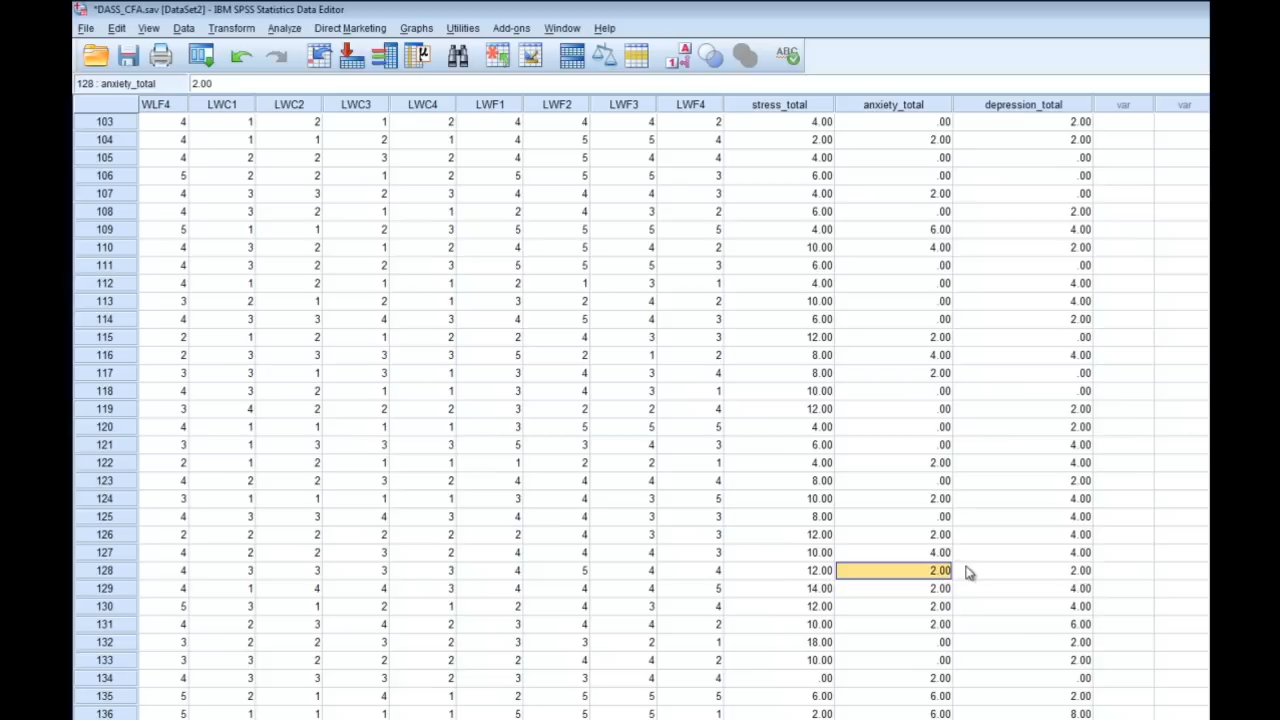 *DASS_CFA.sav [DataSet2] - IBM SPSS Statistics Data Editor
File Edit View Data Transform Analyze Direct Marketing Graphs Utilities Add-ons Window Help
A
14
ABC
128 : anxiety_total 2.00
WLF4 LWC1 LWC2 LWC3 LWC4 LWF1 LWF2 LWF3 LWF4 stress_total anxiety_total depression_total var var
103 4 1 2 1 2 4 4 4 2 4.00 .00 2.00
104 4 1 1 2 1 4 5 5 4 2.00 2.00 2.00
105 4 2 2 3 2 4 5 4 4 4.00 .00 .00
106 5 2 2 1 2 5 5 5 3 6.00 .00 .00
107 4 3 3 2 3 4 4 4 3 4.00 2.00 .00
108 4 3 2 1 1 2 4 3 2 6.00 .00 2.00
109 5 1 1 2 3 5 5 5 5 4.00 6.00 4.00
110 4 3 2 1 2 4 5 4 2 10.00 4.00 2.00
111 4 3 2 2 3 5 5 5 3 6.00 .00 .00
112 4 1 2 1 1 2 1 3 1 4.00 .00 4.00
113 3 2 1 2 1 3 2 4 2 10.00 .00 4.00
114 4 3 3 4 3 4 5 4 3 6.00 .00 2.00
115 2 1 2 1 2 2 4 3 3 12.00 2.00 .00
116 2 3 3 3 3 5 2 1 2 8.00 4.00 4.00
117 3 3 1 3 1 3 4 3 4 8.00 2.00 .00
118 4 3 2 1 1 3 4 3 1 10.00 .00 .00
119 3 4 2 2 2 3 2 2 4 12.00 .00 2.00
120 4 1 1 1 1 3 5 5 5 4.00 .00 2.00
121 3 1 3 3 3 5 3 4 3 6.00 .00 4.00
122 2 1 2 1 1 1 2 2 1 4.00 2.00 4.00
123 4 2 2 3 2 4 4 4 4 8.00 .00 2.00
124 3 1 1 1 1 3 4 3 5 10.00 2.00 4.00
125 4 3 3 4 3 4 4 3 3 8.00 .00 4.00
126 2 2 2 2 2 2 4 3 3 12.00 2.00 4.00
127 4 2 2 3 2 4 4 4 3 10.00 4.00 4.00
128 4 3 3 3 3 4 5 4 4 12.00 2.00 2.00
129 4 1 4 4 3 4 4 4 5 14.00 2.00 4.00
130 5 3 1 2 1 2 4 3 4 12.00 2.00 4.00
131 4 2 3 4 2 3 4 4 2 10.00 2.00 6.00
132 3 2 2 3 2 3 3 2 1 18.00 .00 2.00
133 3 3 2 2 2 2 4 4 2 10.00 .00 2.00
134 4 3 3 3 2 3 3 4 4 .00 2.00 .00
135 5 2 1 4 1 2 5 5 5 6.00 6.00 2.00
136 5 1 1 1 1 5 5 5 1 2.00 6.00 8.00